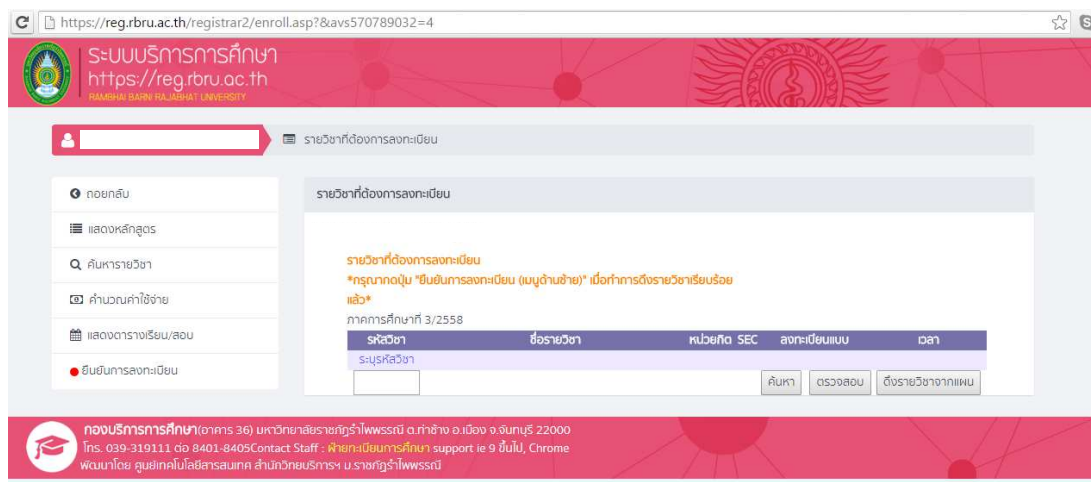 https://reg.rbru.ac.th/registrar2/enroll.asp?&avs570789032=4
ระบบบริการการศึกษา
https://reg.rbru.ac.th
RAMBHAI BARNI RAJABHAT UNIVERSITY
รายวิชาที่ต้องการลงทะเบียน
ถอยกลับ
แสดงหลักสูตร
ค้นหารายวิชา
คำนวณค่าใช้จ่าย
แสดงตารางเรียน/สอบ
ยืนยันการลงทะเบียน
รายวิชาที่ต้องการลงทะเบียน
รายวิชาที่ต้องการลงทะเบียน
*กรุณากดปุ่ม "ยืนยันการลงทะเบียน (เมนูด้านซ้าย)" เมื่อทำการดึงรายวิชาเรียบร้อย
แล้ว*
ภาคการศึกษาที่ 3/2558
รหัสวิชา ชื่อรายวิชา หน่วยกิต SEC ลงทะเบียนแบบ เวลา
ระบุรหัสวิชา
ค้นหา ตรวจสอบ ดึงรายวิชาจากแผน
กองบริการการศึกษา(อาคาร 36) มหาวิทยาลัยราชภัฏรำไพพรรณี ต.ท่าช้าง อ.เมือง จ.จันทบุรี 22000
โทร. 039-319111 ต่อ 8401-8405Contact Staff : ฝ่ายทะเบียนการศึกษา support ie 9 ขึ้นไป, Chrome
พัฒนาโดย ศูนย์เทคโนโลยีสารสนเทศ สำนักวิทยบริการฯ ม.ราชภัฏรำไพพรรณี